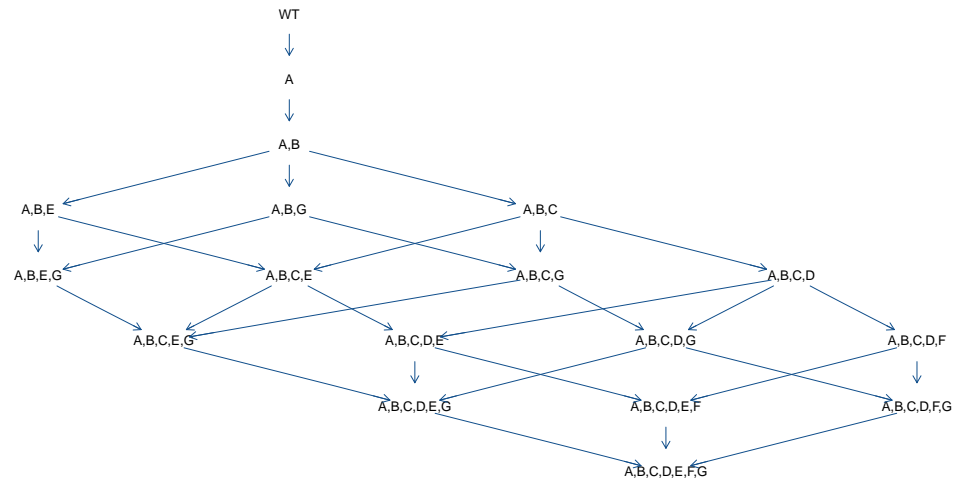 WT
A
A,B
A,B,E
A,B,G
A,B,C
A,B,E,G
A,B,C,E
A,B,C,G
A,B,C,D
A,B,C,E,G
A,B,C,D,E
A,B,C,D,G
A,B,C,D,F
A,B,C,D,E,G
A,B,C,D,E,F
A,B,C,D,F,G
A,B,C,D,E,F,G